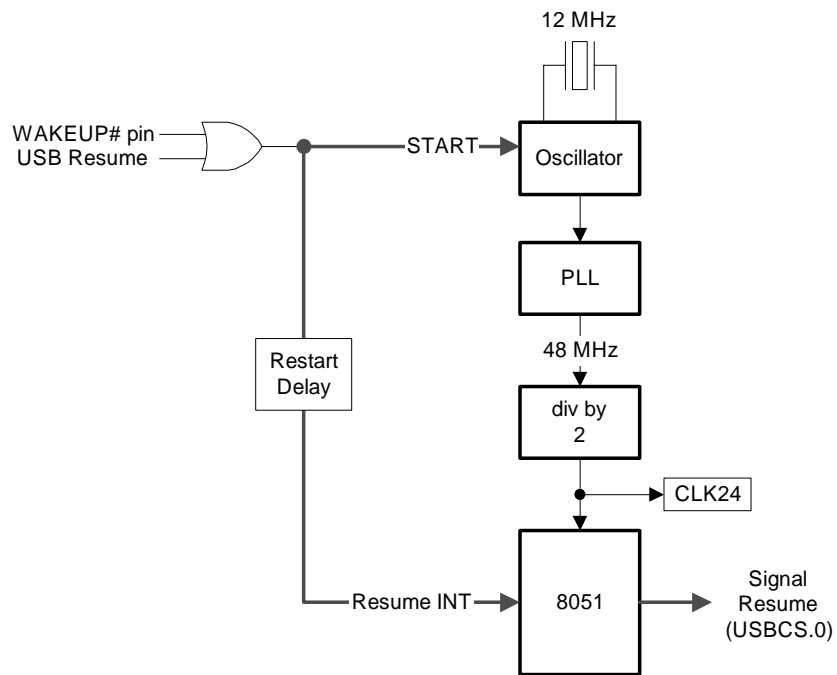 12 MHz
WAKEUP# pin
USB Resume
START
Oscillator
PLL
48 MHz
Restart
Delay
div by
2
CLK24
Resume INT
8051
Signal
Resume
(USBCS.0)